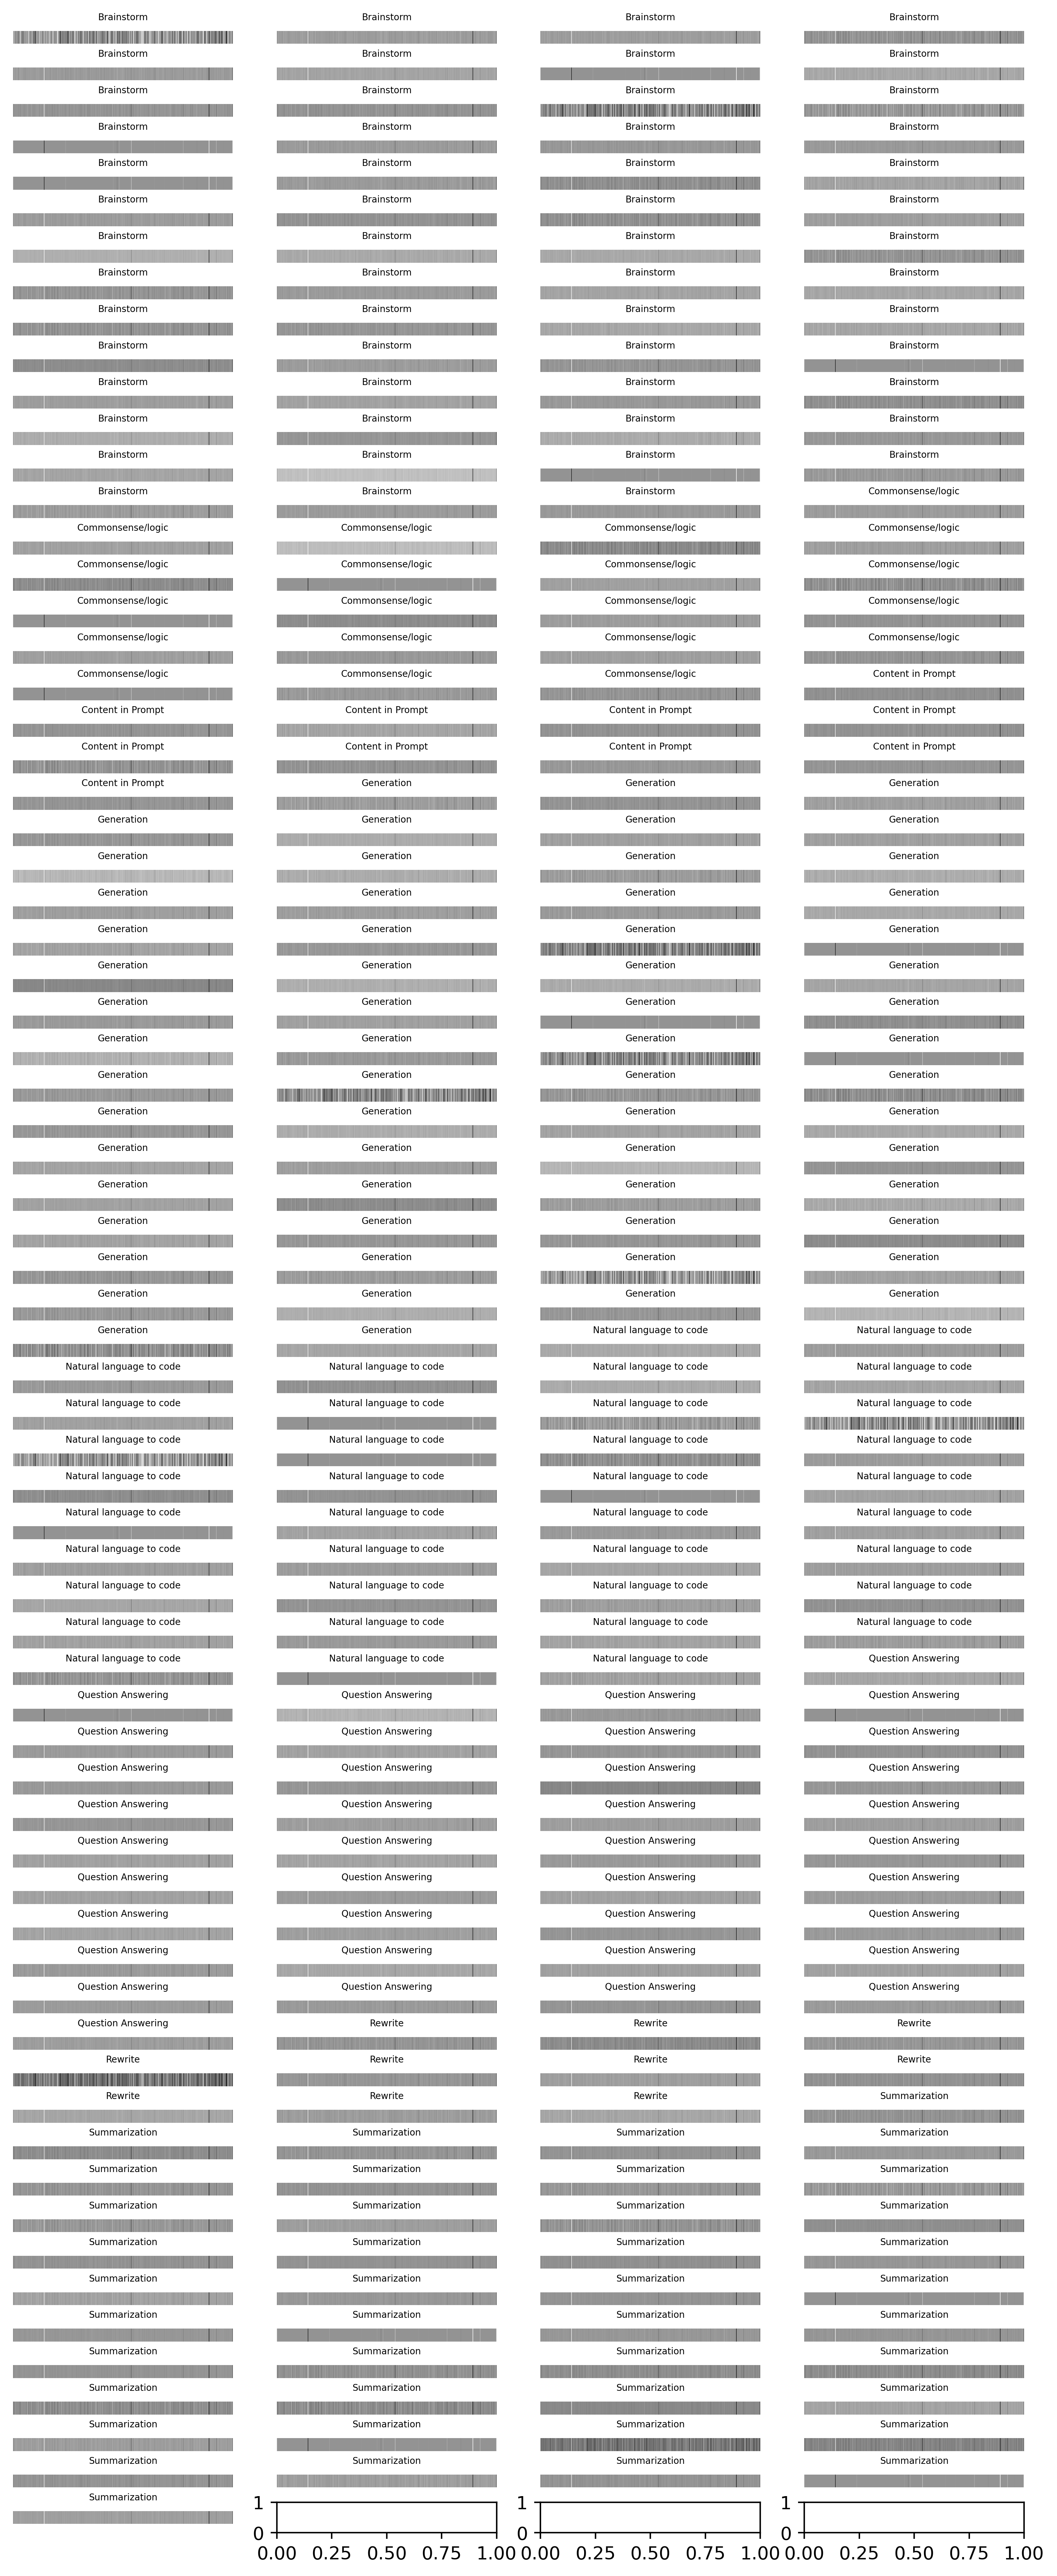 Brainstorm Brainstorm Brainstorm Brainstorm
Brainstorm Brainstorm Brainstorm Brainstorm
Brainstorm Brainstorm Brainstorm Brainstorm
Brainstorm Brainstorm Brainstorm Brainstorm
Brainstorm Brainstorm Brainstorm Brainstorm
Brainstorm Brainstorm Brainstorm Brainstorm
Brainstorm Brainstorm Brainstorm Brainstorm
Brainstorm Brainstorm Brainstorm Brainstorm
Brainstorm Brainstorm Brainstorm Brainstorm
Brainstorm Brainstorm Brainstorm Brainstorm
Brainstorm Brainstorm Brainstorm Brainstorm
Brainstorm Brainstorm Brainstorm Brainstorm
Brainstorm Brainstorm Brainstorm Brainstorm
Brainstorm Brainstorm Brainstorm Commonsense/logic
Commonsense/logic Commonsense/logic Commonsense/logic Commonsense/logic
Commonsense/logic Commonsense/logic Commonsense/logic Commonsense/logic
Commonsense/logic Commonsense/logic Commonsense/logic Commonsense/logic
Commonsense/logic Commonsense/logic Commonsense/logic Commonsense/logic
Commonsense/logic Commonsense/logic Commonsense/logic Content in Prompt
Content in Prompt Content in Prompt Content in Prompt Content in Prompt
Content in Prompt Content in Prompt Content in Prompt Content in Prompt
Content in Prompt Generation Generation Generation
Generation Generation Generation Generation
Generation Generation Generation Generation
Generation Generation Generation Generation
Generation Generation Generation Generation
Generation Generation Generation Generation
Generation Generation Generation Generation
Generation Generation Generation Generation
Generation Generation Generation Generation
Generation Generation Generation Generation
Generation Generation Generation Generation
Generation Generation Generation Generation
Generation Generation Generation Generation
Generation Generation Generation Generation
Generation Generation Generation Generation
Generation Generation Natural language to code Natural language to code
Natural language to code Natural language to code Natural language to code Natural language to code
Natural language to code Natural language to code Natural language to code Natural language to code
Natural language to code Natural language to code Natural language to code Natural language to code
Natural language to code Natural language to code Natural language to code Natural language to code
Natural language to code Natural language to code Natural language to code Natural language to code
Natural language to code Natural language to code Natural language to code Natural language to code
Natural language to code Natural language to code Natural language to code Natural language to code
Natural language to code Natural language to code Natural language to code Natural language to code
Natural language to code Natural language to code Natural language to code Question Answering
Question Answering Question Answering Question Answering Question Answering
Question Answering Question Answering Question Answering Question Answering
Question Answering Question Answering Question Answering Question Answering
Question Answering Question Answering Question Answering Question Answering
Question Answering Question Answering Question Answering Question Answering
Question Answering Question Answering Question Answering Question Answering
Question Answering Question Answering Question Answering Question Answering
Question Answering Question Answering Question Answering Question Answering
Question Answering Question Answering Question Answering Question Answering
Question Answering Rewrite Rewrite Rewrite
Rewrite Rewrite Rewrite Rewrite
Rewrite Rewrite Rewrite Summarization
Summarization Summarization Summarization Summarization
Summarization Summarization Summarization Summarization
Summarization Summarization Summarization Summarization
Summarization Summarization Summarization Summarization
Summarization Summarization Summarization Summarization
Summarization Summarization Summarization Summarization
Summarization Summarization Summarization Summarization
Summarization Summarization Summarization Summarization
Summarization Summarization Summarization Summarization
Summarization Summarization Summarization Summarization
Summarization
1 1 1
0 0 0
0.00 0.25 0.50 0.75 1.00 0.00 0.25 0.50 0.75 1.00 0.00 0.25 0.50 0.75 1.00